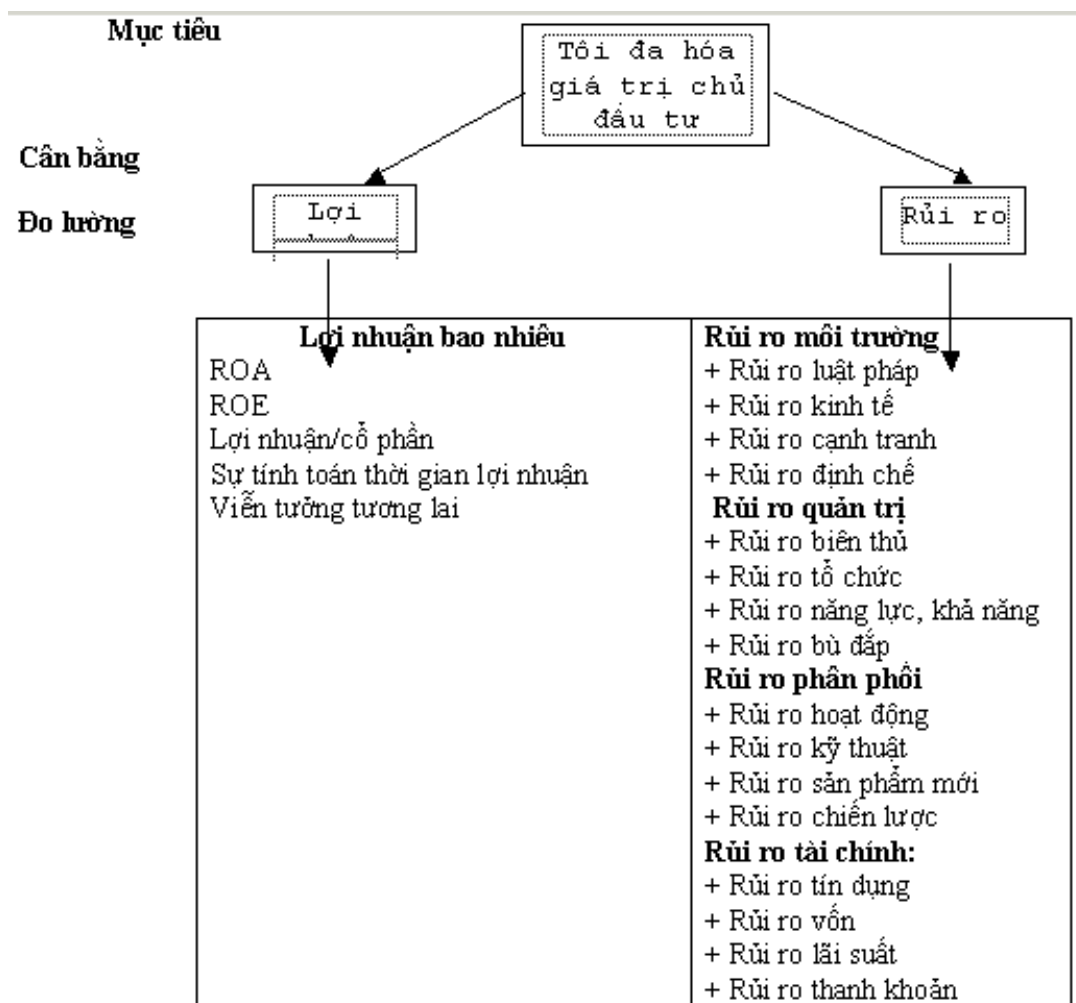 Mục tiêu
Tôi đa hóa
giá trị chủ
đầu tư
Cân bằng
Đo lường
Lợi
Rủi ro
Lợi nhuận bao nhiêu
ROA
ROE
Lợi nhuận/cổ phần
Sự tính toán thời gian lợi nhuận
Viễn tưởng tương lai
Rủi ro môi trường
+ Rủi ro luật pháp
+ Rủi ro kinh tế
+ Rủi ro cạnh tranh
+ Rủi ro định chế
Rủi ro quản trị
+ Rủi ro biên thủ
+ Rủi ro tổ chức
+ Rủi ro năng lực, khả năng
+ Rủi ro bù đắp
Rủi ro phân phối
+ Rủi ro hoạt động
+ Rủi ro kỹ thuật
+ Rủi ro sản phẩm mới
+ Rủi ro chiến lược
Rủi ro tài chính:
+ Rủi ro tín dụng
+ Rủi ro vốn
+ Rủi ro lãi suất
+ Rủi ro thanh khoản